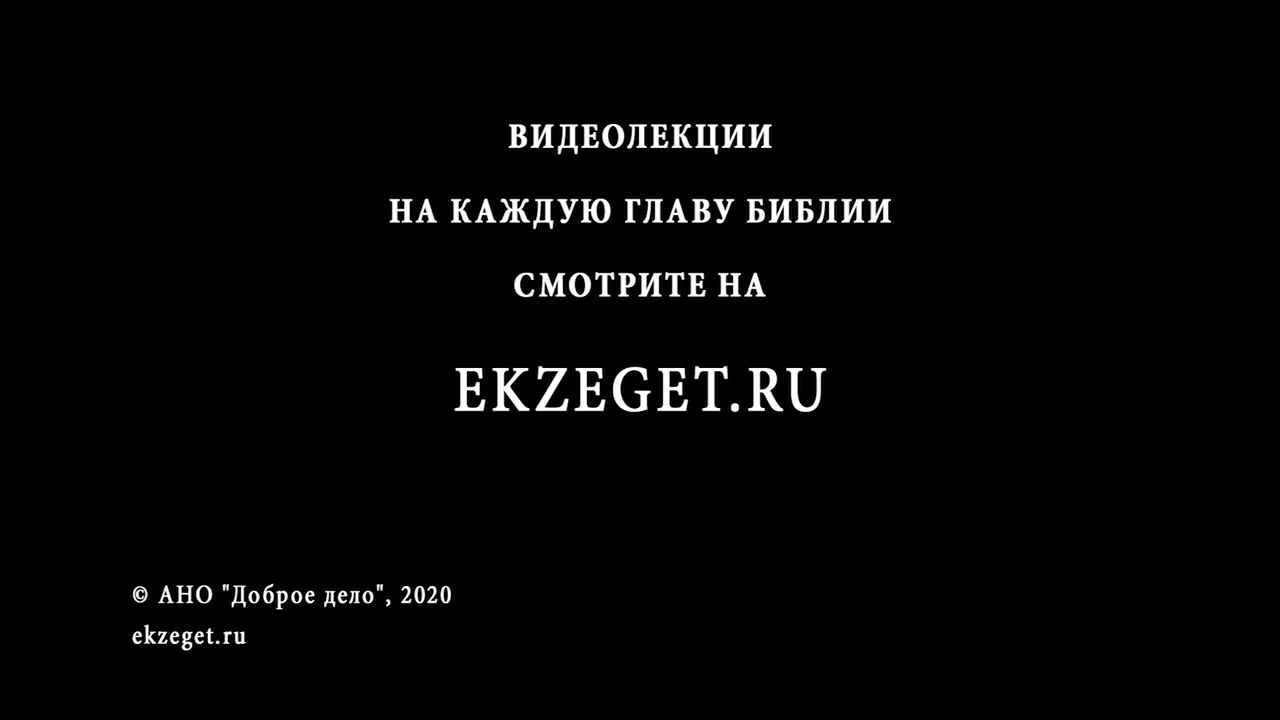 ВИДЕОЛЕКЦИИ
НА КАЖДУЮ ГЛАВУ БИБЛИИ
СМОТРИТЕ НА
EKZEGET.RU
© АНО "Доброе дело", 2020
ekzeget.ru